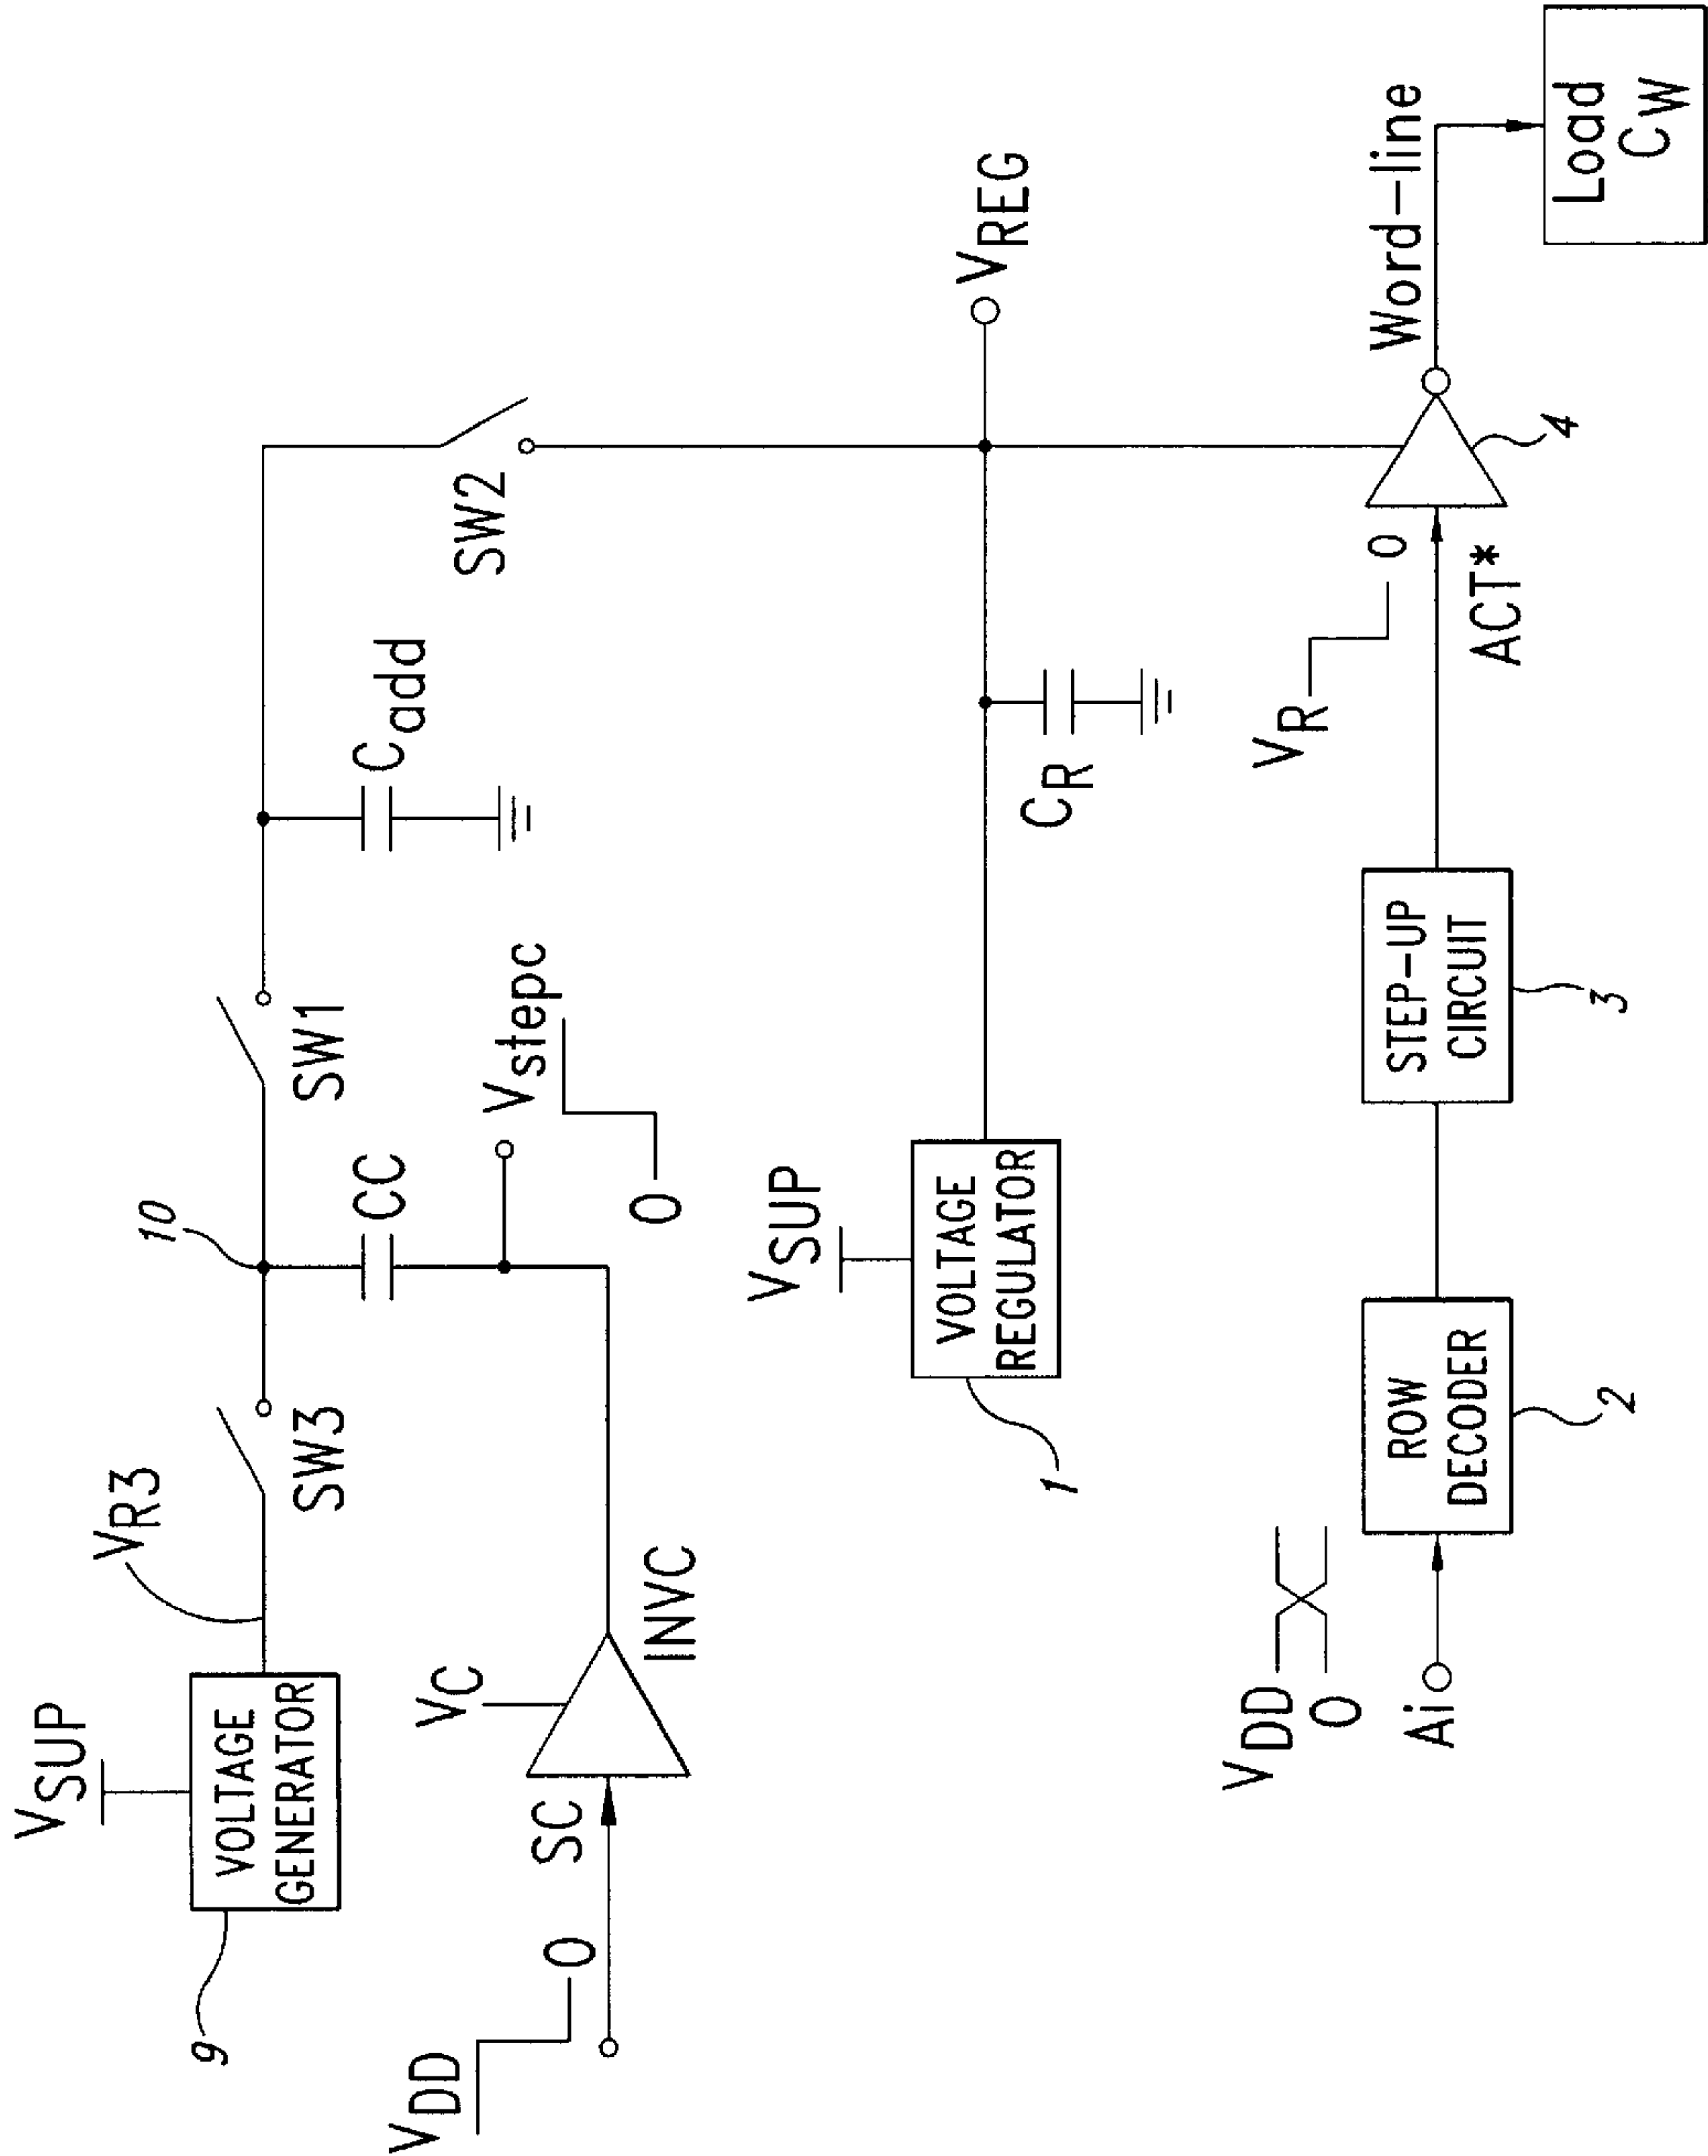 VSUP
VOLTAGE
GENERATOR
9
VR3
SW3
10
SW1
CC
Cadd
SW2
VDD
0
SC
VC
INVC
Vstepc
0
VSUP
VOLTAGE
REGULATOR
1
CR
VREG
VDD
0
Ai
ROW
DECODER
2
STEP-UP
CIRCUIT
3
VR
0
ACT*
4
Word-line
Load
CW